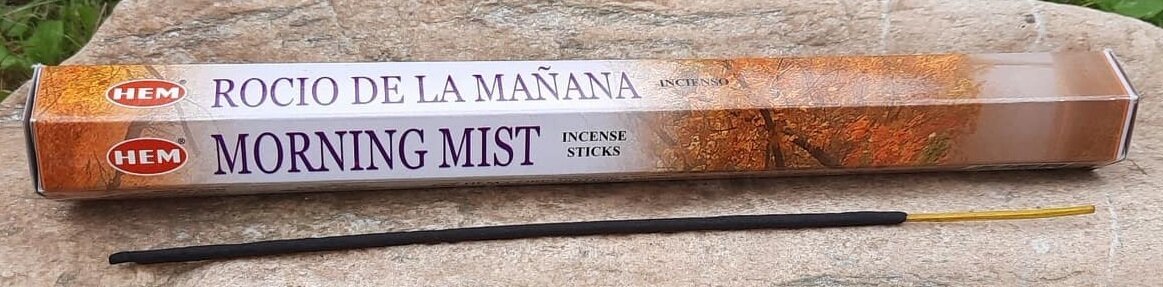 HEM®
ROCIO DE LA MAÑANA
INCIENSO
HEM®
MORNING MIST
INCENSE
STICKS